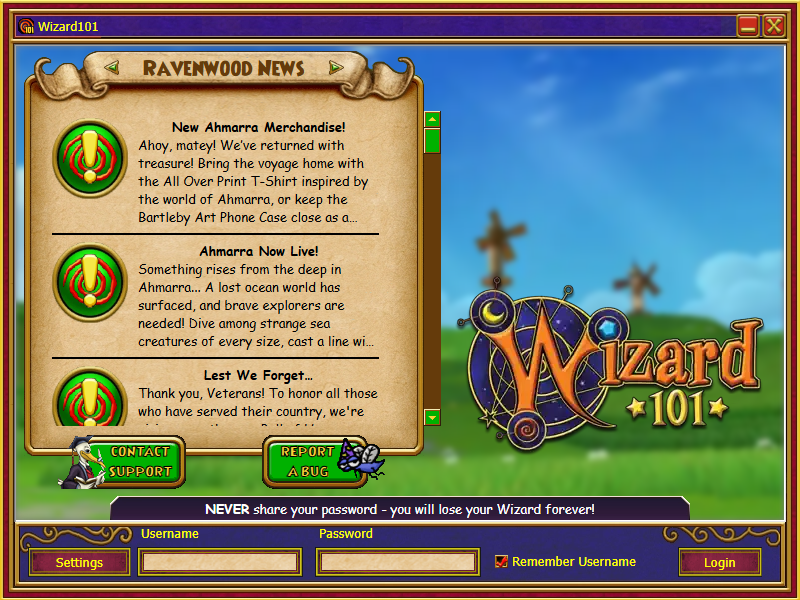 Wizard101
RAVENWOOD NEWS
New Ahmarra Merchandise!
Ahoy, matey! We've returned with
treasure! Bring the voyage home with
the All Over Print T-Shirt inspired by
the world of Ahmarra, or keep the
Bartleby Art Phone Case close as a...
Ahmarra Now Live!
Something rises from the deep in
Ahmarra... A lost ocean world has
surfaced, and brave explorers are
needed! Dive among strange sea
creatures of every size, cast a line wi...
Lest We Forget...
Thank you, Veterans! To honor all those
who have served their country, we're
CONTACT
SUPPORT
REPORT
A BUG
Wizard
101
NEVER share your password - you will lose your Wizard forever!
Username
Password
Settings
Remember Username
Login